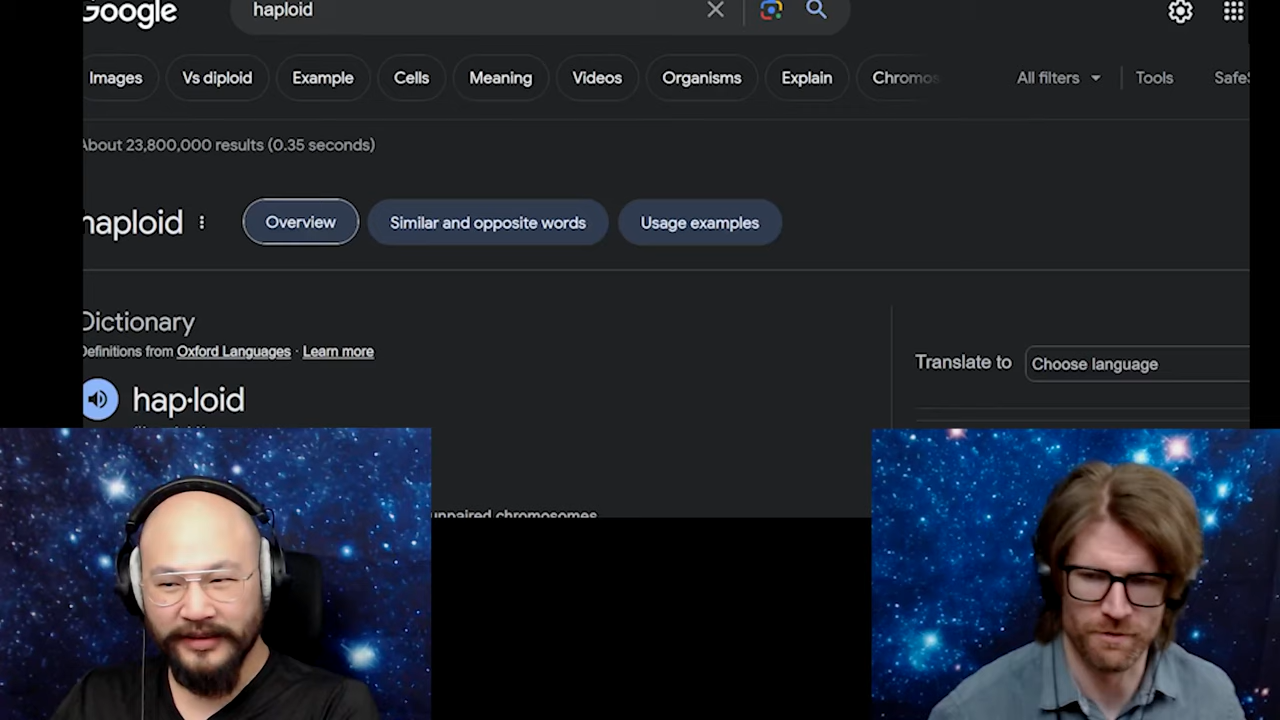 Google haploid
Images Vs diploid Example Cells Meaning Videos Organisms Explain Chromos All filters Tools SafeS
About 23,800,000 results (0.35 seconds)
haploid Overview Similar and opposite words Usage examples
Dictionary
Definitions from Oxford Languages · Learn more
Translate to Choose language
hap·loid
unpaired chromosomes